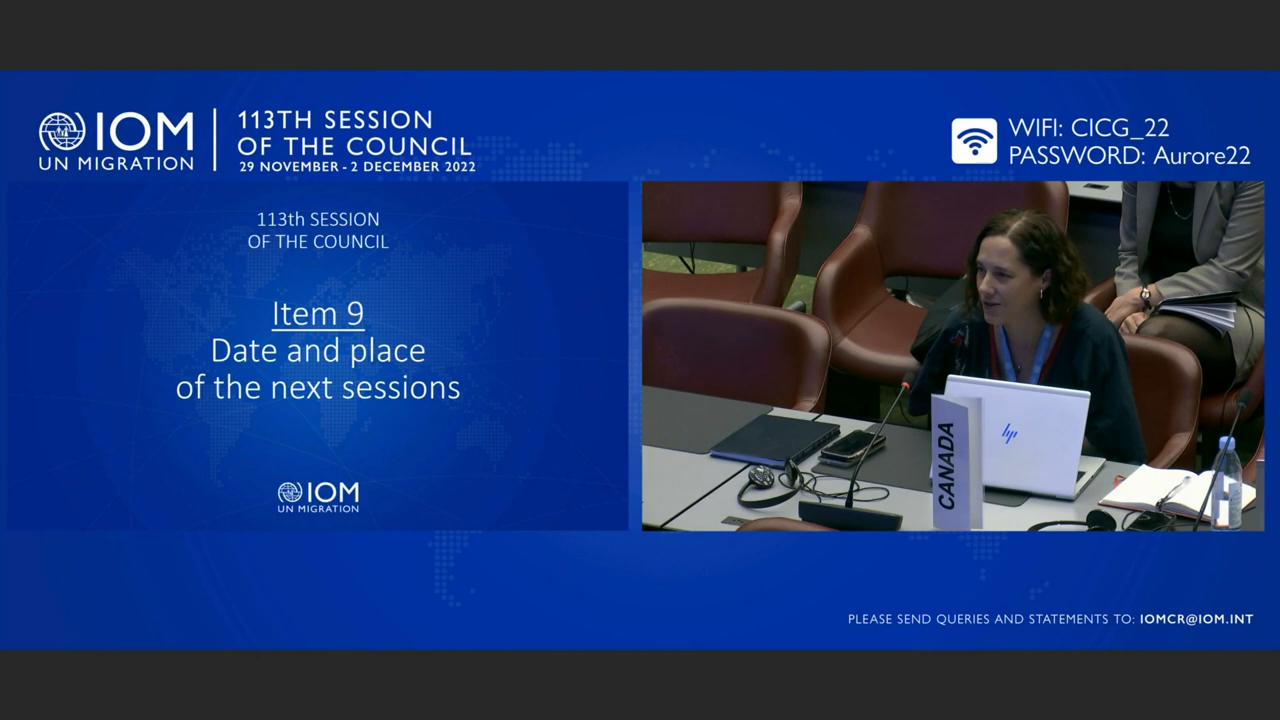 IOM
UN MIGRATION
113TH SESSION
OF THE COUNCIL
29 NOVEMBER - 2 DECEMBER 2022
WIFI: CICG_22
PASSWORD: Aurore22
113th SESSION
OF THE COUNCIL
Item 9
Date and place
of the next sessions
IOM
UN MIGRATION
CANADA
hp
PLEASE SEND QUERIES AND STATEMENTS TO: IOMCR@IOM.INT